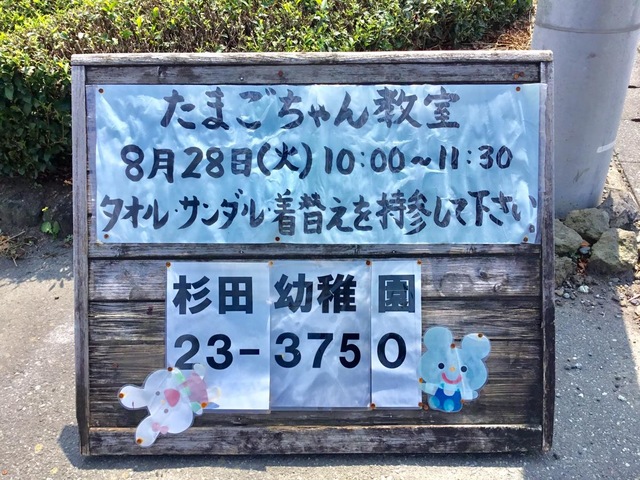 たまごちゃん教室
8月28日(火) 10:00〜11:30
タオル・サンダル・着替えを持参して下さい
杉田幼稚園
23-3750